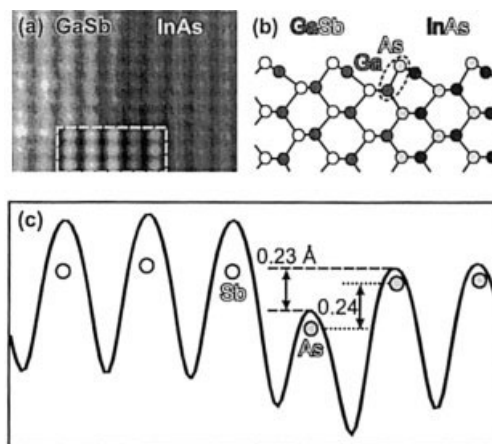 (a) GaSb InAs
(b) GaSb InAs
As
Ga
(c)
0.23 Å
Sb
0.24
As